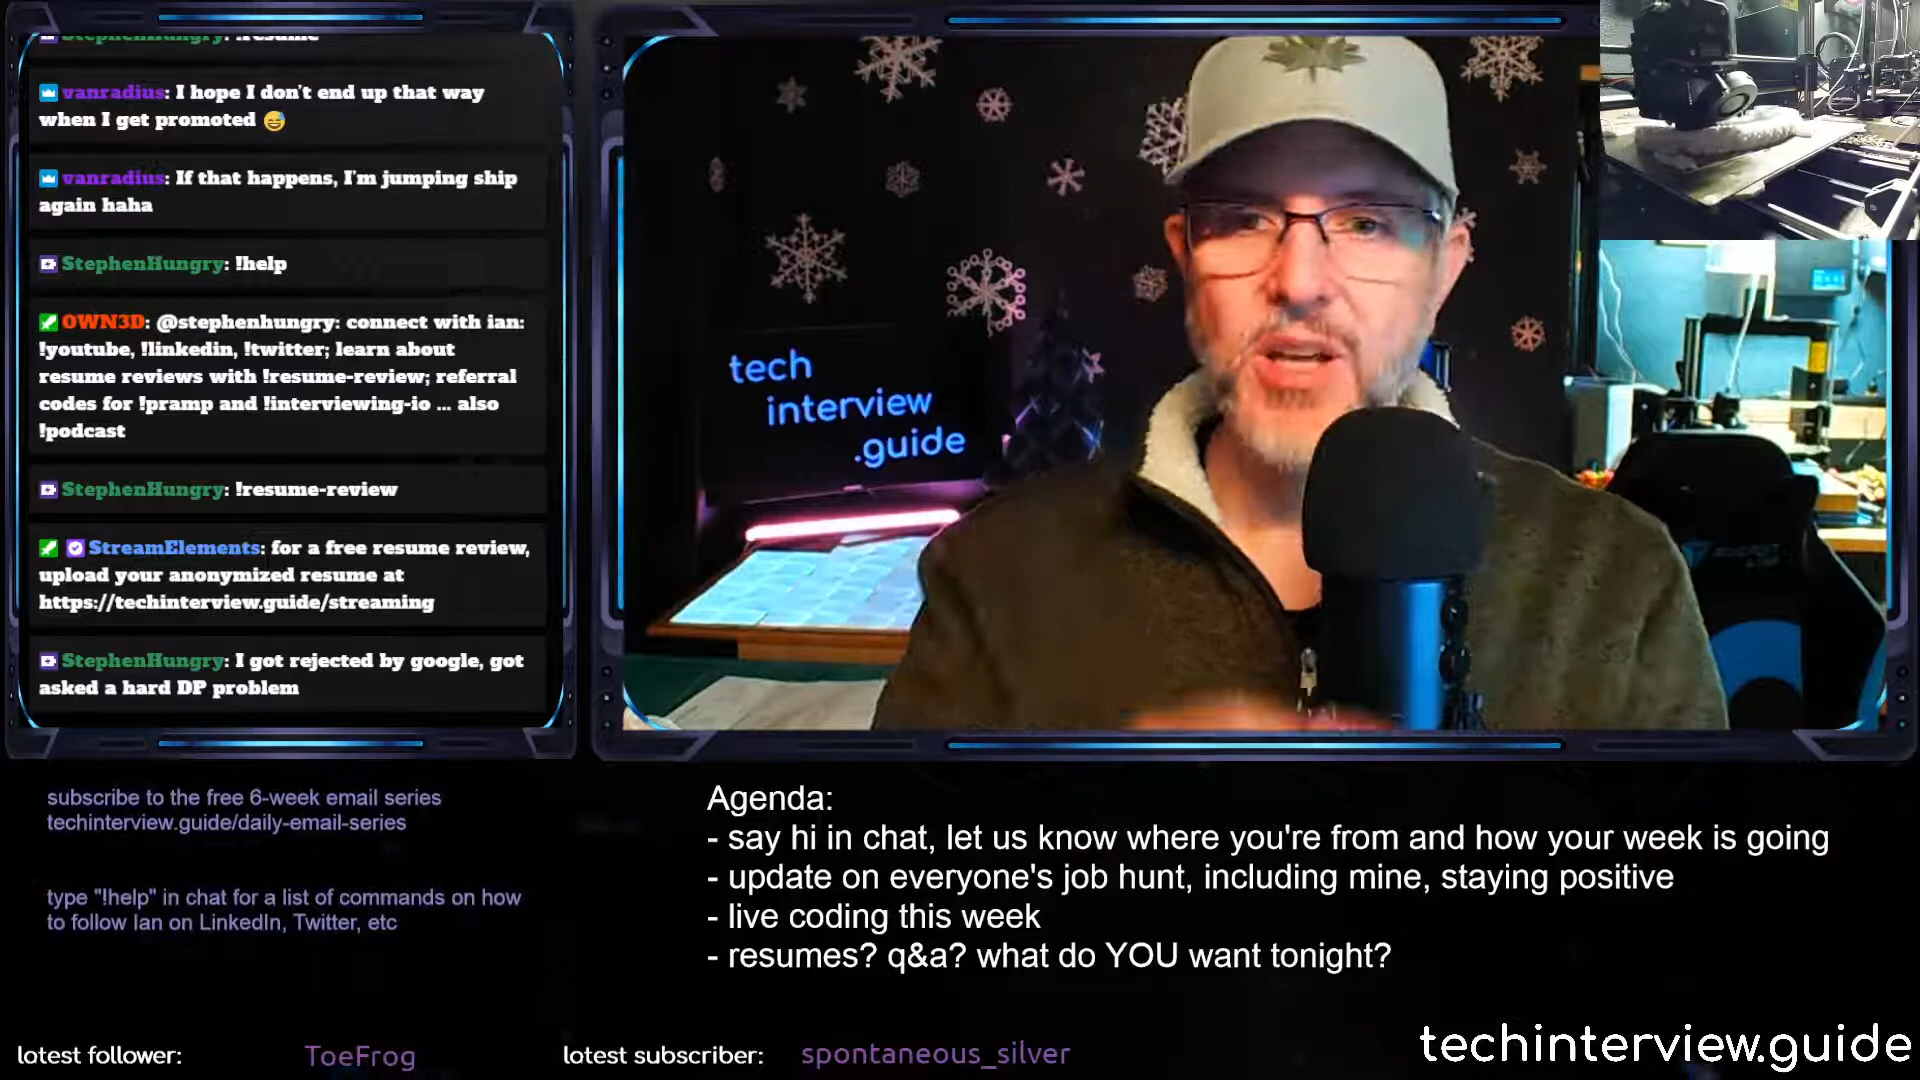 StephenHungry: !resume
vanradius: I hope I don't end up that way
when I get promoted 😅
vanradius: If that happens, I'm jumping ship
again haha
StephenHungry: !help
OWN3D: @stephenhungry: connect with ian:
!youtube, !linkedin, !twitter; learn about
resume reviews with !resume-review; referral
codes for !pramp and !interviewing-io ... also
!podcast
StephenHungry: !resume-review
StreamElements: for a free resume review,
upload your anonymized resume at
https://techinterview.guide/streaming
StephenHungry: I got rejected by google, got
asked a hard DP problem
tech
interview
.guide
subscribe to the free 6-week email series
techinterview.guide/daily-email-series
type "!help" in chat for a list of commands on how
to follow Ian on LinkedIn, Twitter, etc
Agenda:
- say hi in chat, let us know where you're from and how your week is going
- update on everyone's job hunt, including mine, staying positive
- live coding this week
- resumes? q&a? what do YOU want tonight?
latest follower: ToeFrog
latest subscriber: spontaneous_silver
techinterview.guide